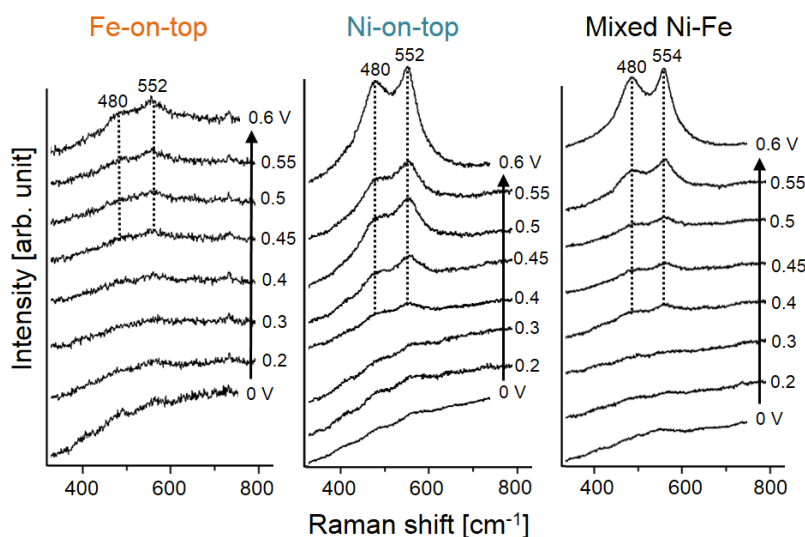 Fe-on-top
Ni-on-top
Mixed Ni-Fe
Intensity [arb. unit]
480 552
0.6 V
0.55
0.5
0.45
0.4
0.3
0.2
0 V
400 600 800
480 552
0.6 V
0.55
0.5
0.45
0.4
0.3
0.2
0 V
400 600 800
480 554
0.6 V
0.55
0.5
0.45
0.4
0.3
0.2
0 V
400 600 800
Raman shift [cm⁻¹]